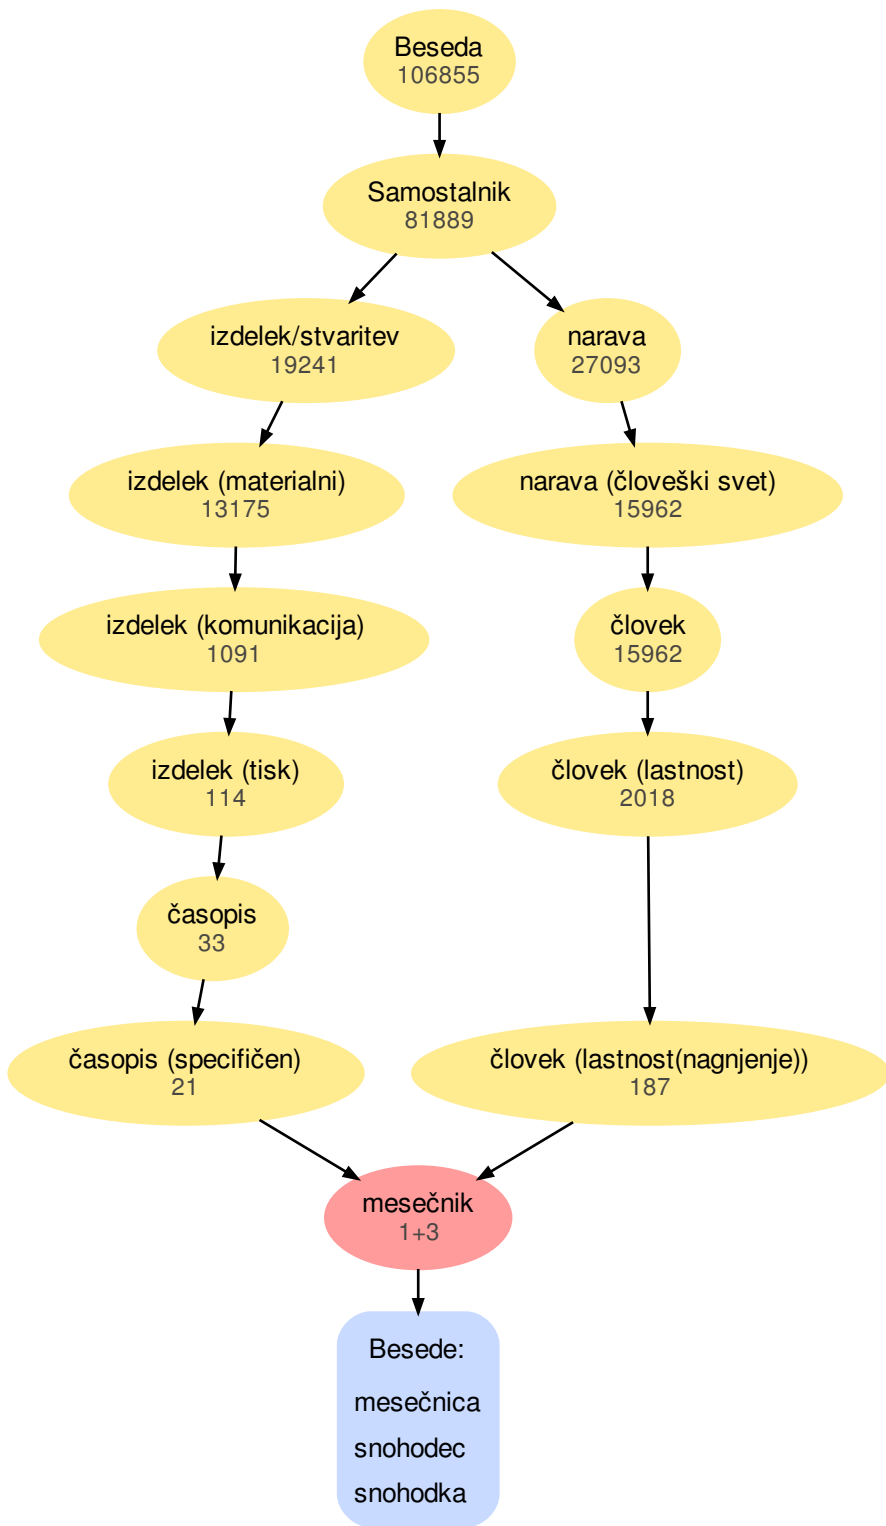 Beseda
106855
Samostalnik
81889
izdelek/stvaritev
19241
narava
27093
izdelek (materialni)
13175
narava (človeški svet)
15962
izdelek (komunikacija)
1091
človek
15962
izdelek (tisk)
114
človek (lastnost)
2018
časopis
33
časopis (specifičen)
21
človek (lastnost(nagnjenje))
187
mesečnik
1+3
Besede:
mesečnica
snohodec
snohodka